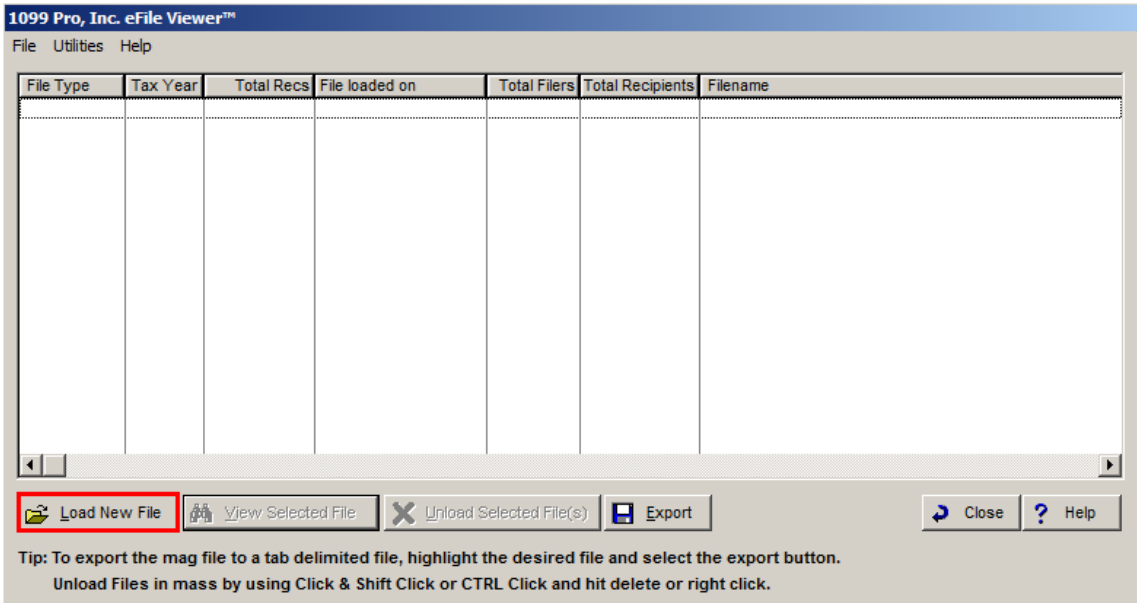 1099 Pro, Inc. eFile Viewer™
File Utilities Help
File Type Tax Year Total Recs File loaded on Total Filers Total Recipients Filename
Load New File View Selected File Unload Selected File(s) Export Close ? Help
Tip: To export the mag file to a tab delimited file, highlight the desired file and select the export button.
Unload Files in mass by using Click & Shift Click or CTRL Click and hit delete or right click.